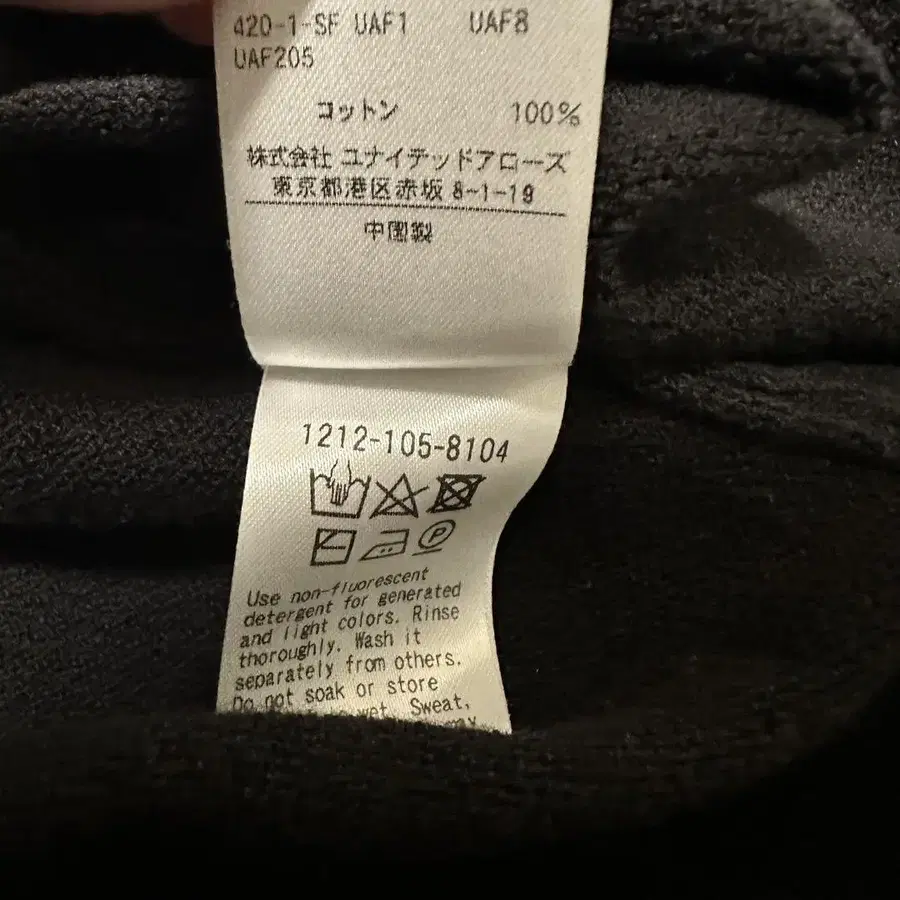 420-1-SF UAF1 UAF8
UAF205
コットン 100%
株式会社 ユナイテッドアローズ
東京都港区赤坂 8-1-19
中国製
1212-105-8104
P
Use non-fluorescent
detergent for generated
and light colors. Rinse
thoroughly. Wash it
separately from others.
Do not soak or store
wet. Sweat,
may